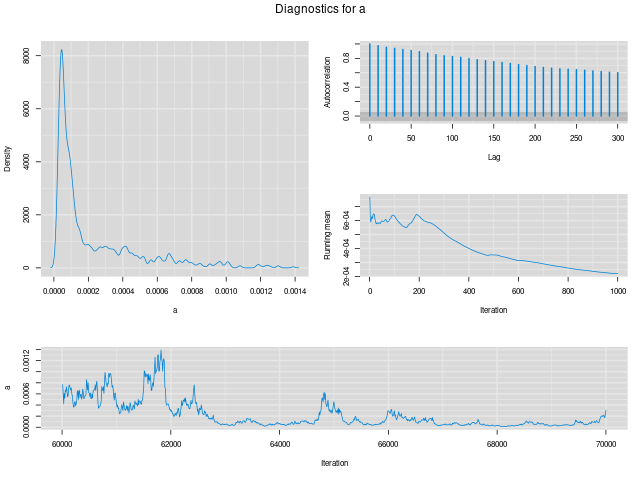 Diagnostics for a
Density
8000
6000
4000
2000
0
0.0000 0.0002 0.0004 0.0006 0.0008 0.0010 0.0012 0.0014
a
Autocorrelation
0.8
0.4
0.0
0 50 100 150 200 250 300
Lag
Running mean
6e-04
4e-04
2e-04
0 200 400 600 800 1000
Iteration
a
0.0012
0.0006
0.0000
60000 62000 64000 66000 68000 70000
Iteration